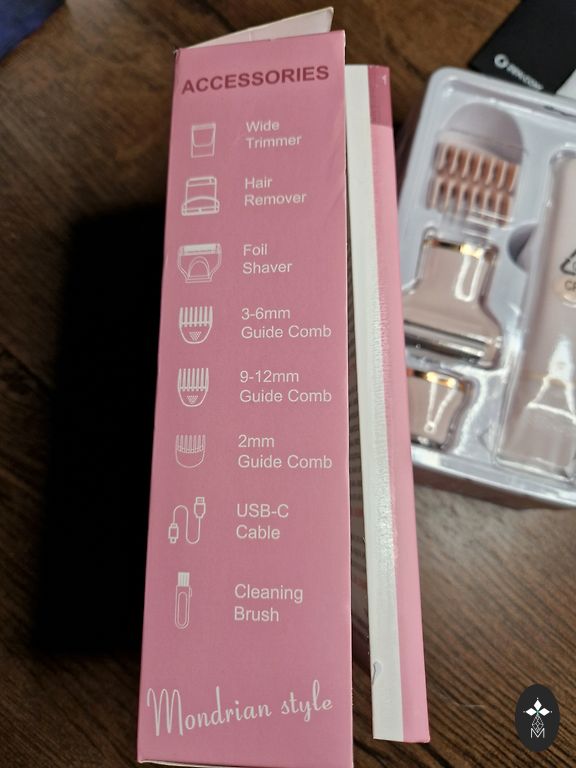 ACCESSORIES
Wide
Trimmer
Hair
Remover
Foil
Shaver
3-6mm
Guide Comb
9-12mm
Guide Comb
2mm
Guide Comb
USB-C
Cable
Cleaning
Brush
Mondrian style
M